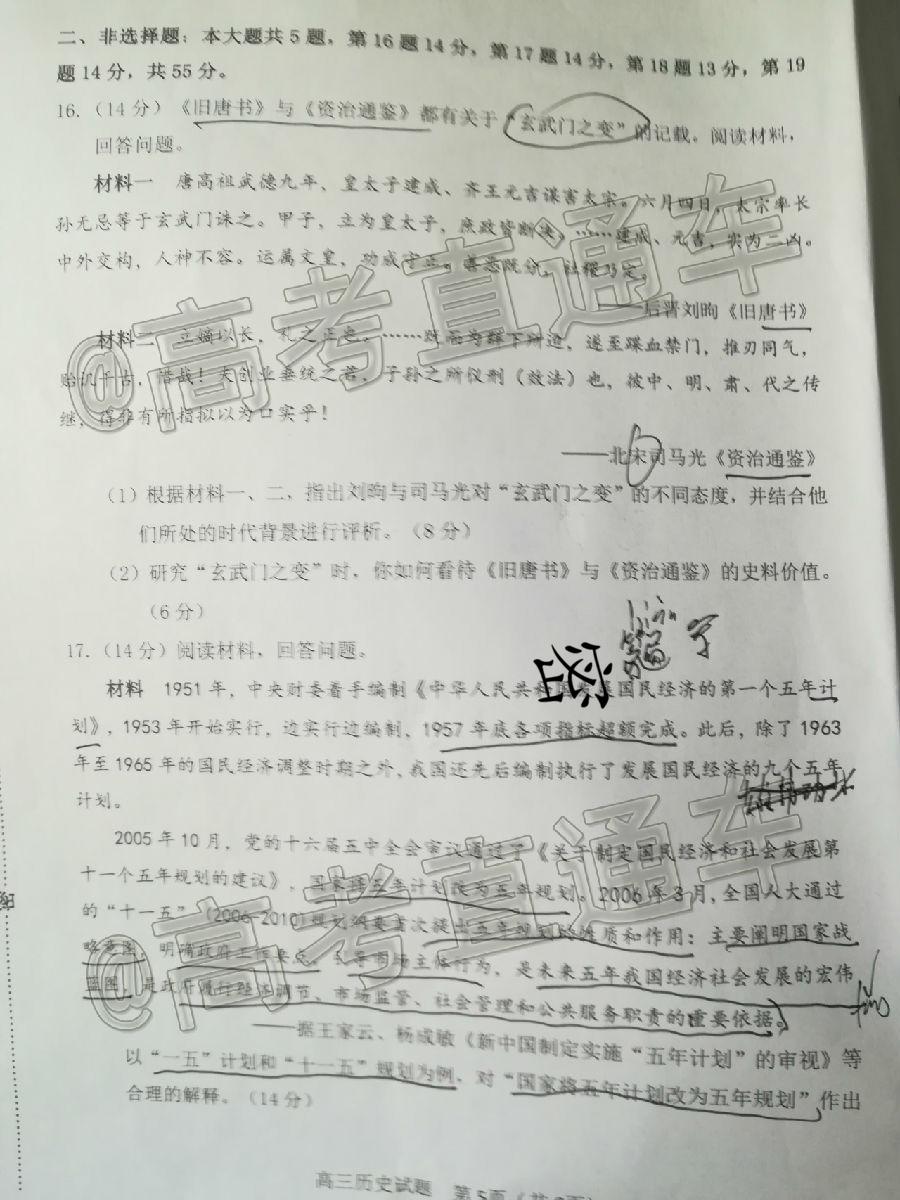 二、非选择题：本大题共5题，第16题14分，第17题14分，第18题13分，第19
题14分，共55分。
16.（14分）《旧唐书》与《资治通鉴》都有关于“玄武门之变”的记载。阅读材料，
回答问题。
材料一 唐高祖武德九年，皇太子建成、齐王元吉谋害太宗。六月四日，太宗率长
孙无忌等于玄武门诛之。甲子，立为皇太子，庶政皆断决。……建成、元吉，实为二凶。
中外交构，人神不容。运属文皇，功成守正。善恶既分，社稷乃定。
——后晋刘昫《旧唐书》
材料二 立嫡以长，礼之正也。……既而为群下所迫，遂至蹀血禁门，推刃同气，
贻讥千古，惜哉！夫创业垂统之君，子孙之所仪刑（效法）也，彼中、明、肃、代之传
继，得非有所指拟以为口实乎！
——北宋司马光《资治通鉴》
（1）根据材料一、二，指出刘昫与司马光对“玄武门之变”的不同态度，并结合他
们所处的时代背景进行评析。（8分）
（2）研究“玄武门之变”时，你如何看待《旧唐书》与《资治通鉴》的史料价值。
（6分）
17.（14分）阅读材料，回答问题。
材料 1951年，中央财委着手编制《中华人民共和国发展国民经济的第一个五年计
划》，1953年开始实行，边实行边编制，1957年底各项指标超额完成。此后，除了1963
年至1965年的国民经济调整时期之外，我国还先后编制执行了发展国民经济的九个五年
计划。
2005年10月，党的十六届五中全会审议通过了《关于制定国民经济和社会发展第
十一个五年规划的建议》，国家将五年计划改为五年规划。2006年3月，全国人大通过
的“十一五”（2006-2010）规划纲要首次提出五年规划的性质和作用：主要阐明国家战
略意图，明确政府工作重点，引导市场主体行为，是未来五年我国经济社会发展的宏伟
蓝图，是政府履行经济调节、市场监管、社会管理和公共服务职责的重要依据。
——据王家云、杨成敏《新中国制定实施“五年计划”的审视》等
以“一五”计划和“十一五”规划为例，对“国家将五年计划改为五年规划”作出
合理的解释。（14分）
高三历史试题 第5页（共
@高考直通车
@高考直通车
密